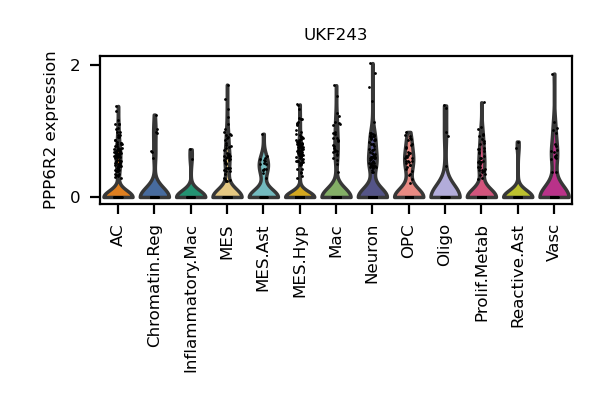 UKF243
PPP6R2 expression
2
0
AC
Chromatin.Reg
Inflammatory.Mac
MES
MES.Ast
MES.Hyp
Mac
Neuron
OPC
Oligo
Prolif.Metab
Reactive.Ast
Vasc